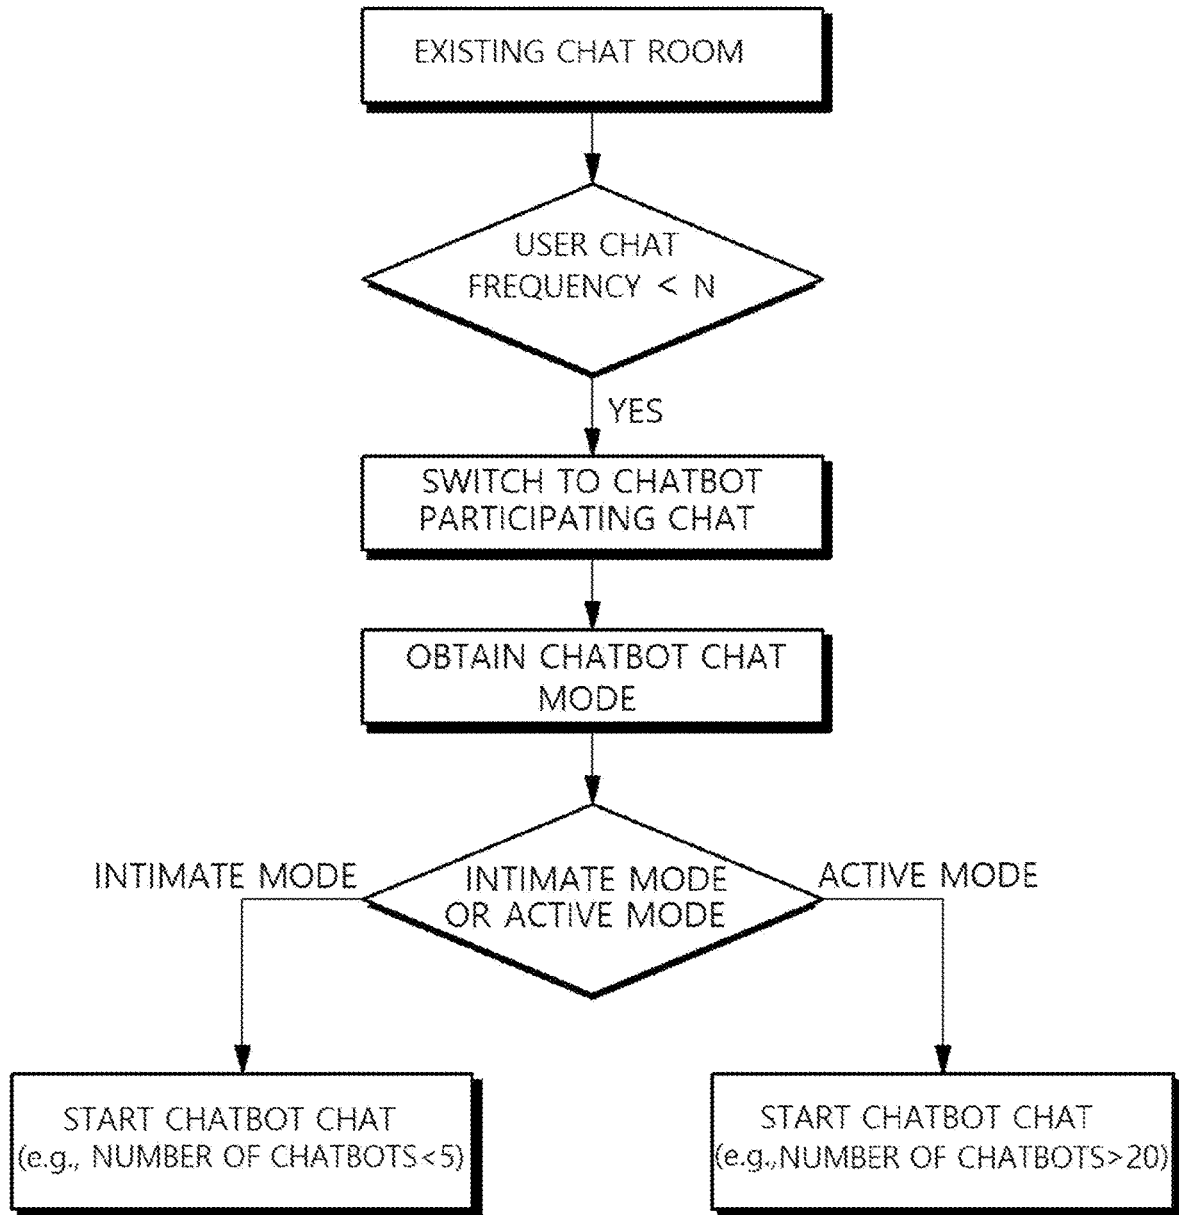 EXISTING CHAT ROOM
USER CHAT
FREQUENCY < N
YES
SWITCH TO CHATBOT
PARTICIPATING CHAT
OBTAIN CHATBOT CHAT
MODE
INTIMATE MODE
INTIMATE MODE
OR ACTIVE MODE
ACTIVE MODE
START CHATBOT CHAT
(e.g., NUMBER OF CHATBOTS<5)
START CHATBOT CHAT
(e.g.,NUMBER OF CHATBOTS>20)